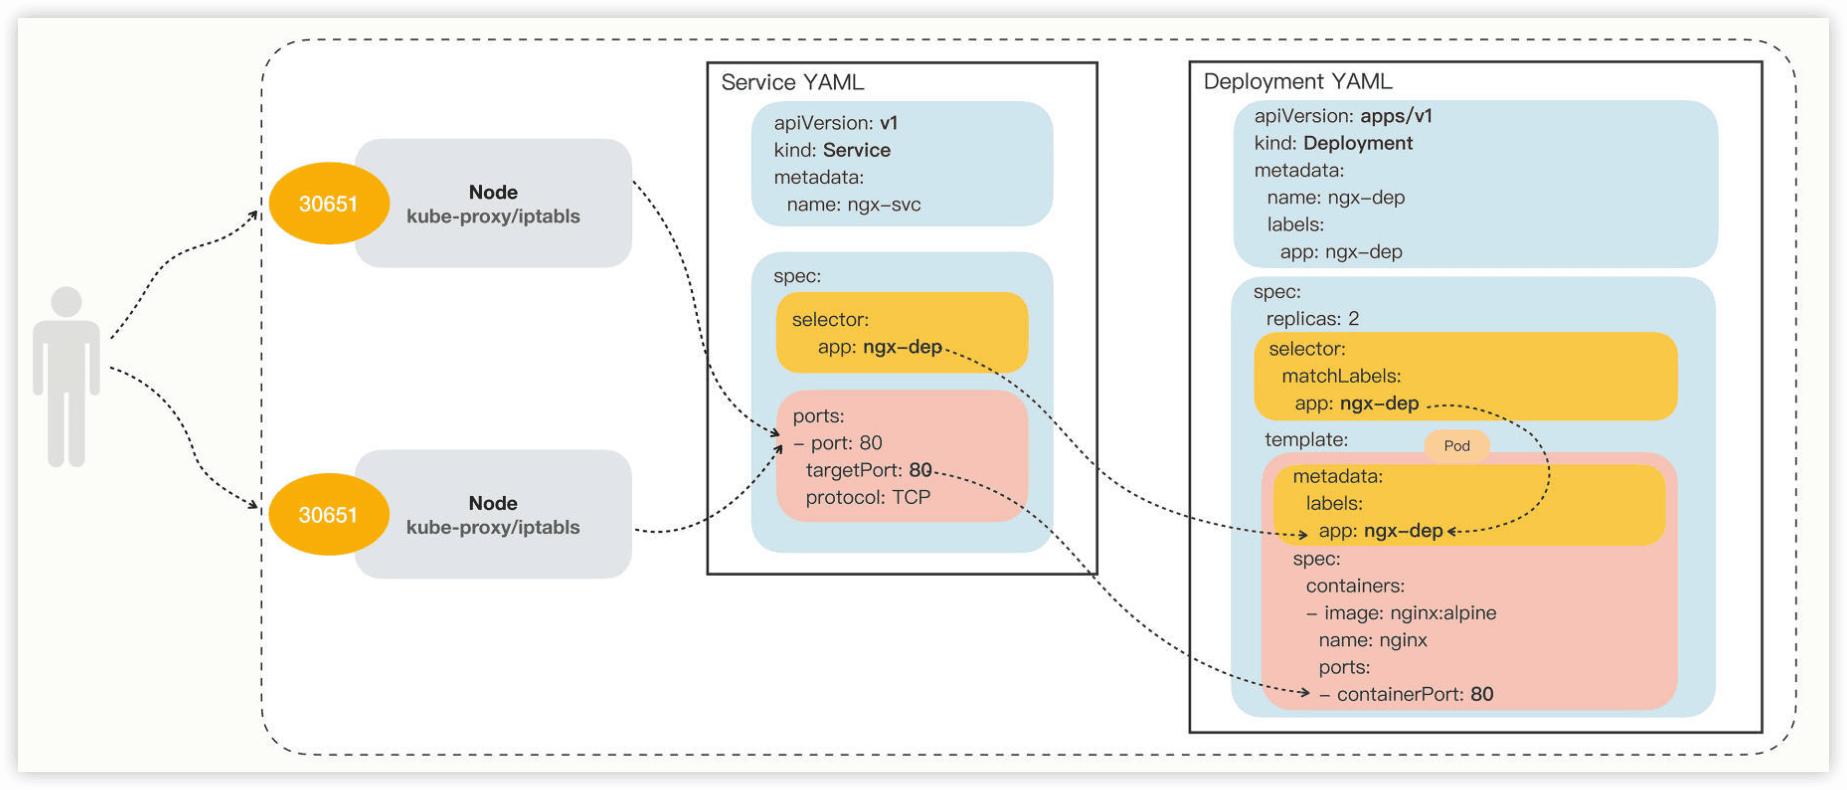 30651
Node
kube-proxy/iptabls
30651
Node
kube-proxy/iptabls
Service YAML
apiVersion: v1
kind: Service
metadata:
name: ngx-svc
spec:
selector:
app: ngx-dep
ports:
- port: 80
targetPort: 80
protocol: TCP
Deployment YAML
apiVersion: apps/v1
kind: Deployment
metadata:
name: ngx-dep
labels:
app: ngx-dep
spec:
replicas: 2
selector:
matchLabels:
app: ngx-dep
template:
Pod
metadata:
labels:
app: ngx-dep
spec:
containers:
- image: nginx:alpine
name: nginx
ports:
- containerPort: 80